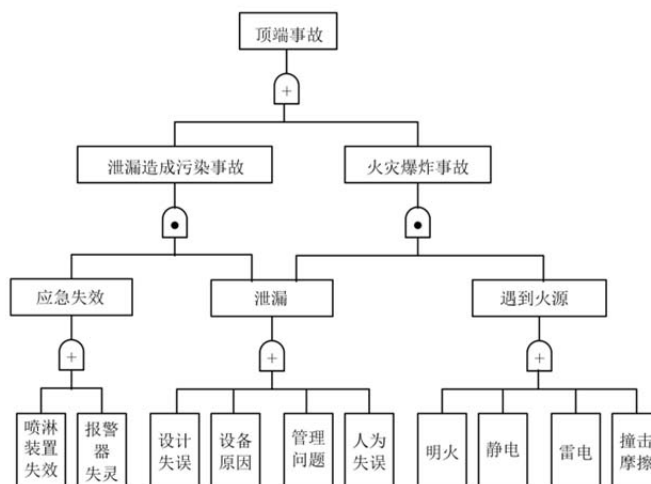 顶端事故
+
泄漏造成污染事故
火灾爆炸事故
应急失效
泄漏
遇到火源
+
+
+
喷淋
装置
失效
报警
器
失灵
设计
失误
设备
原因
管理
问题
人为
失误
明火
静电
雷电
撞击
摩擦